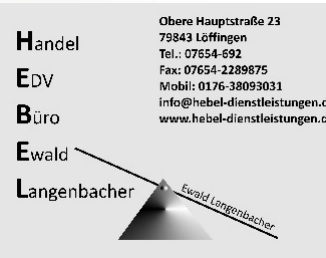 Handel
EDV
Büro
Ewald
Langenbacher
Obere Hauptstraße 23
79843 Löffingen
Tel.: 07654-692
Fax: 07654-2289875
Mobil: 0176-38093031
info@hebel-dienstleistungen.d
www.hebel-dienstleistungen.d
Ewald Langenbacher